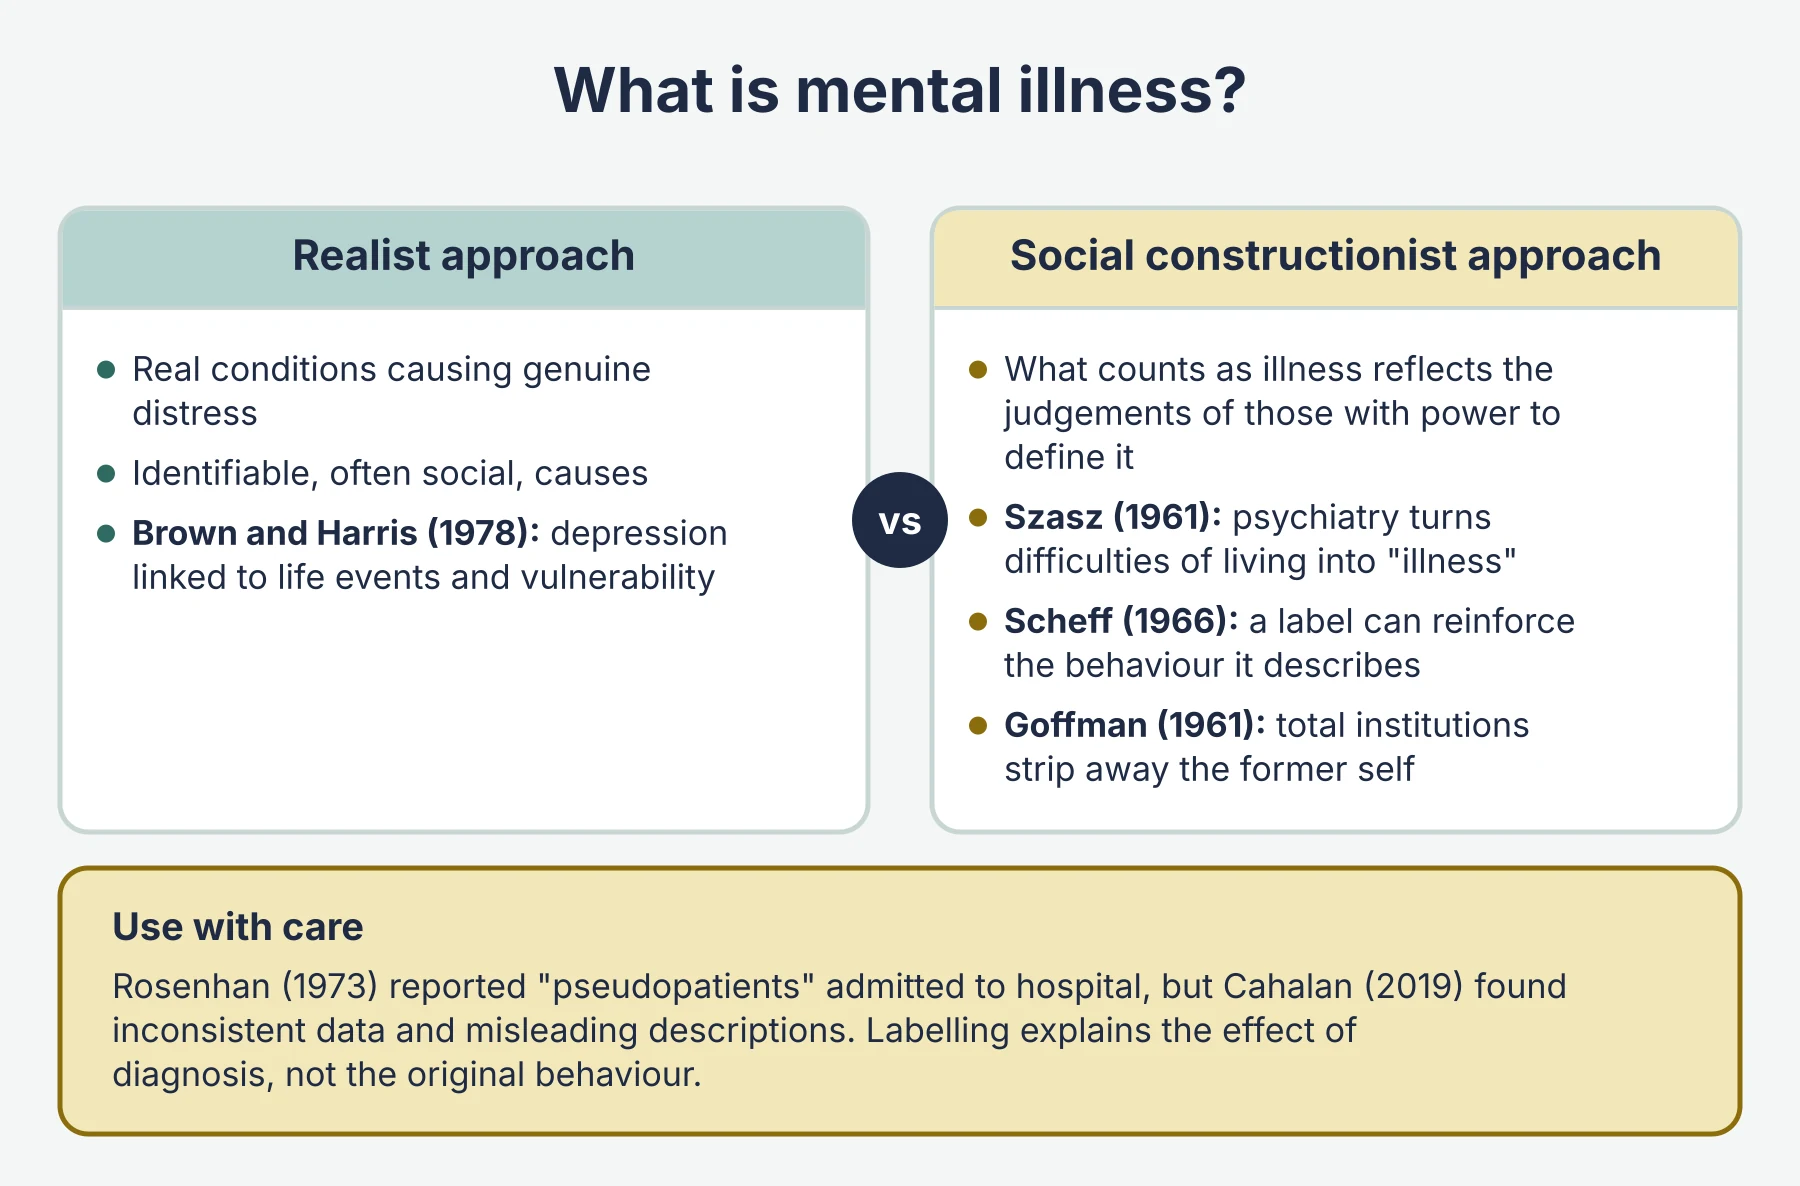 What is mental illness?
Realist approach
Real conditions causing genuine
distress
Identifiable, often social, causes
Brown and Harris (1978): depression
linked to life events and vulnerability
vs
Social constructionist approach
What counts as illness reflects the
judgements of those with power to
define it
Szasz (1961): psychiatry turns
difficulties of living into "illness"
Scheff (1966): a label can reinforce
the behaviour it describes
Goffman (1961): total institutions
strip away the former self
Use with care
Rosenhan (1973) reported "pseudopatients" admitted to hospital, but Cahalan (2019) found
inconsistent data and misleading descriptions. Labelling explains the effect of
diagnosis, not the original behaviour.